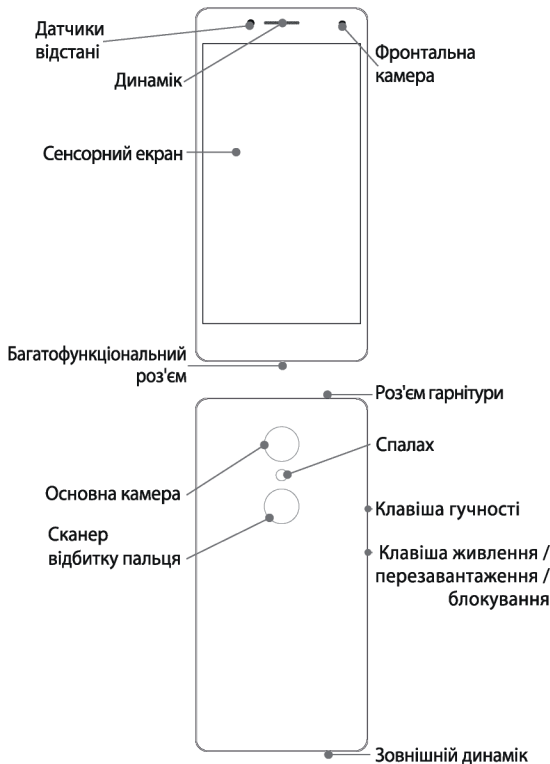 Датчики
відстані
Динамік
Фронтальна
камера
Сенсорний екран
Багатофункціональний
роз'єм
Роз'єм гарнітури
Спалах
Основна камера
Клавіша гучності
Сканер
відбитку пальця
Клавіша живлення /
перезавантаження /
блокування
Зовнішній динамік